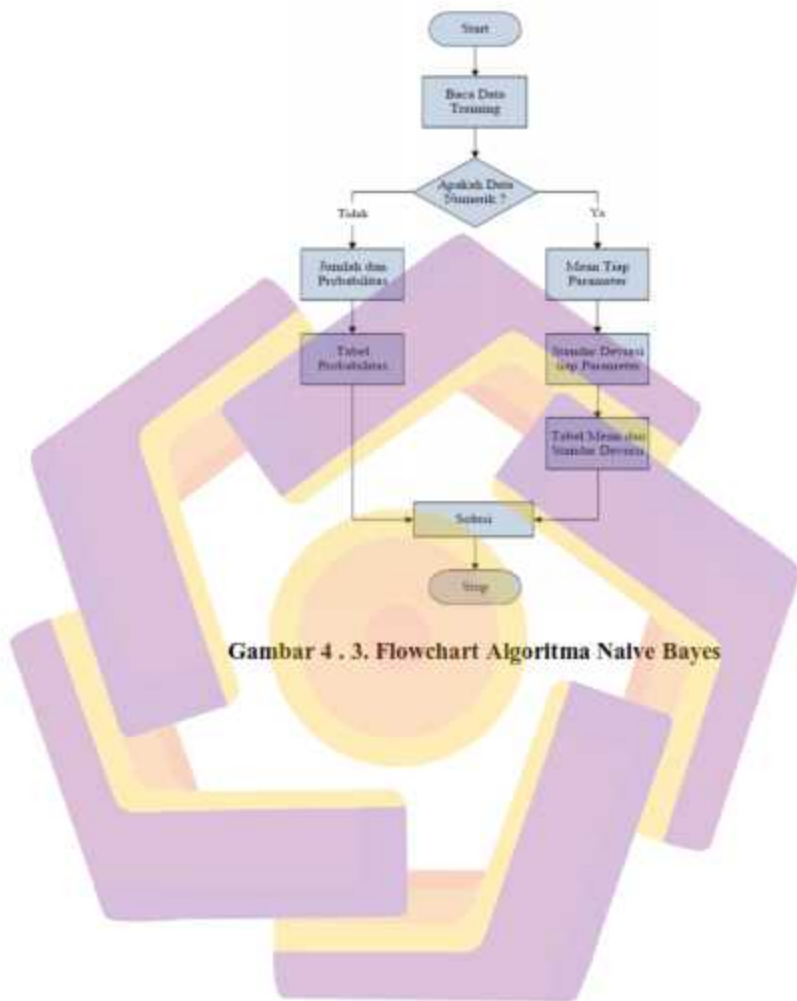 Start
Baca Data
Training
Apakah Data
Numerik ?
Tidak
Ya
Jumlah dan
Probabilitas
Mean Tiap
Parameter
Tabel
Probabilitas
Standar Deviasi
tiap Parameter
Tabel Mean dan
Standar Deviasi
Solusi
Stop
Gambar 4 . 3. Flowchart Algoritma Naive Bayes